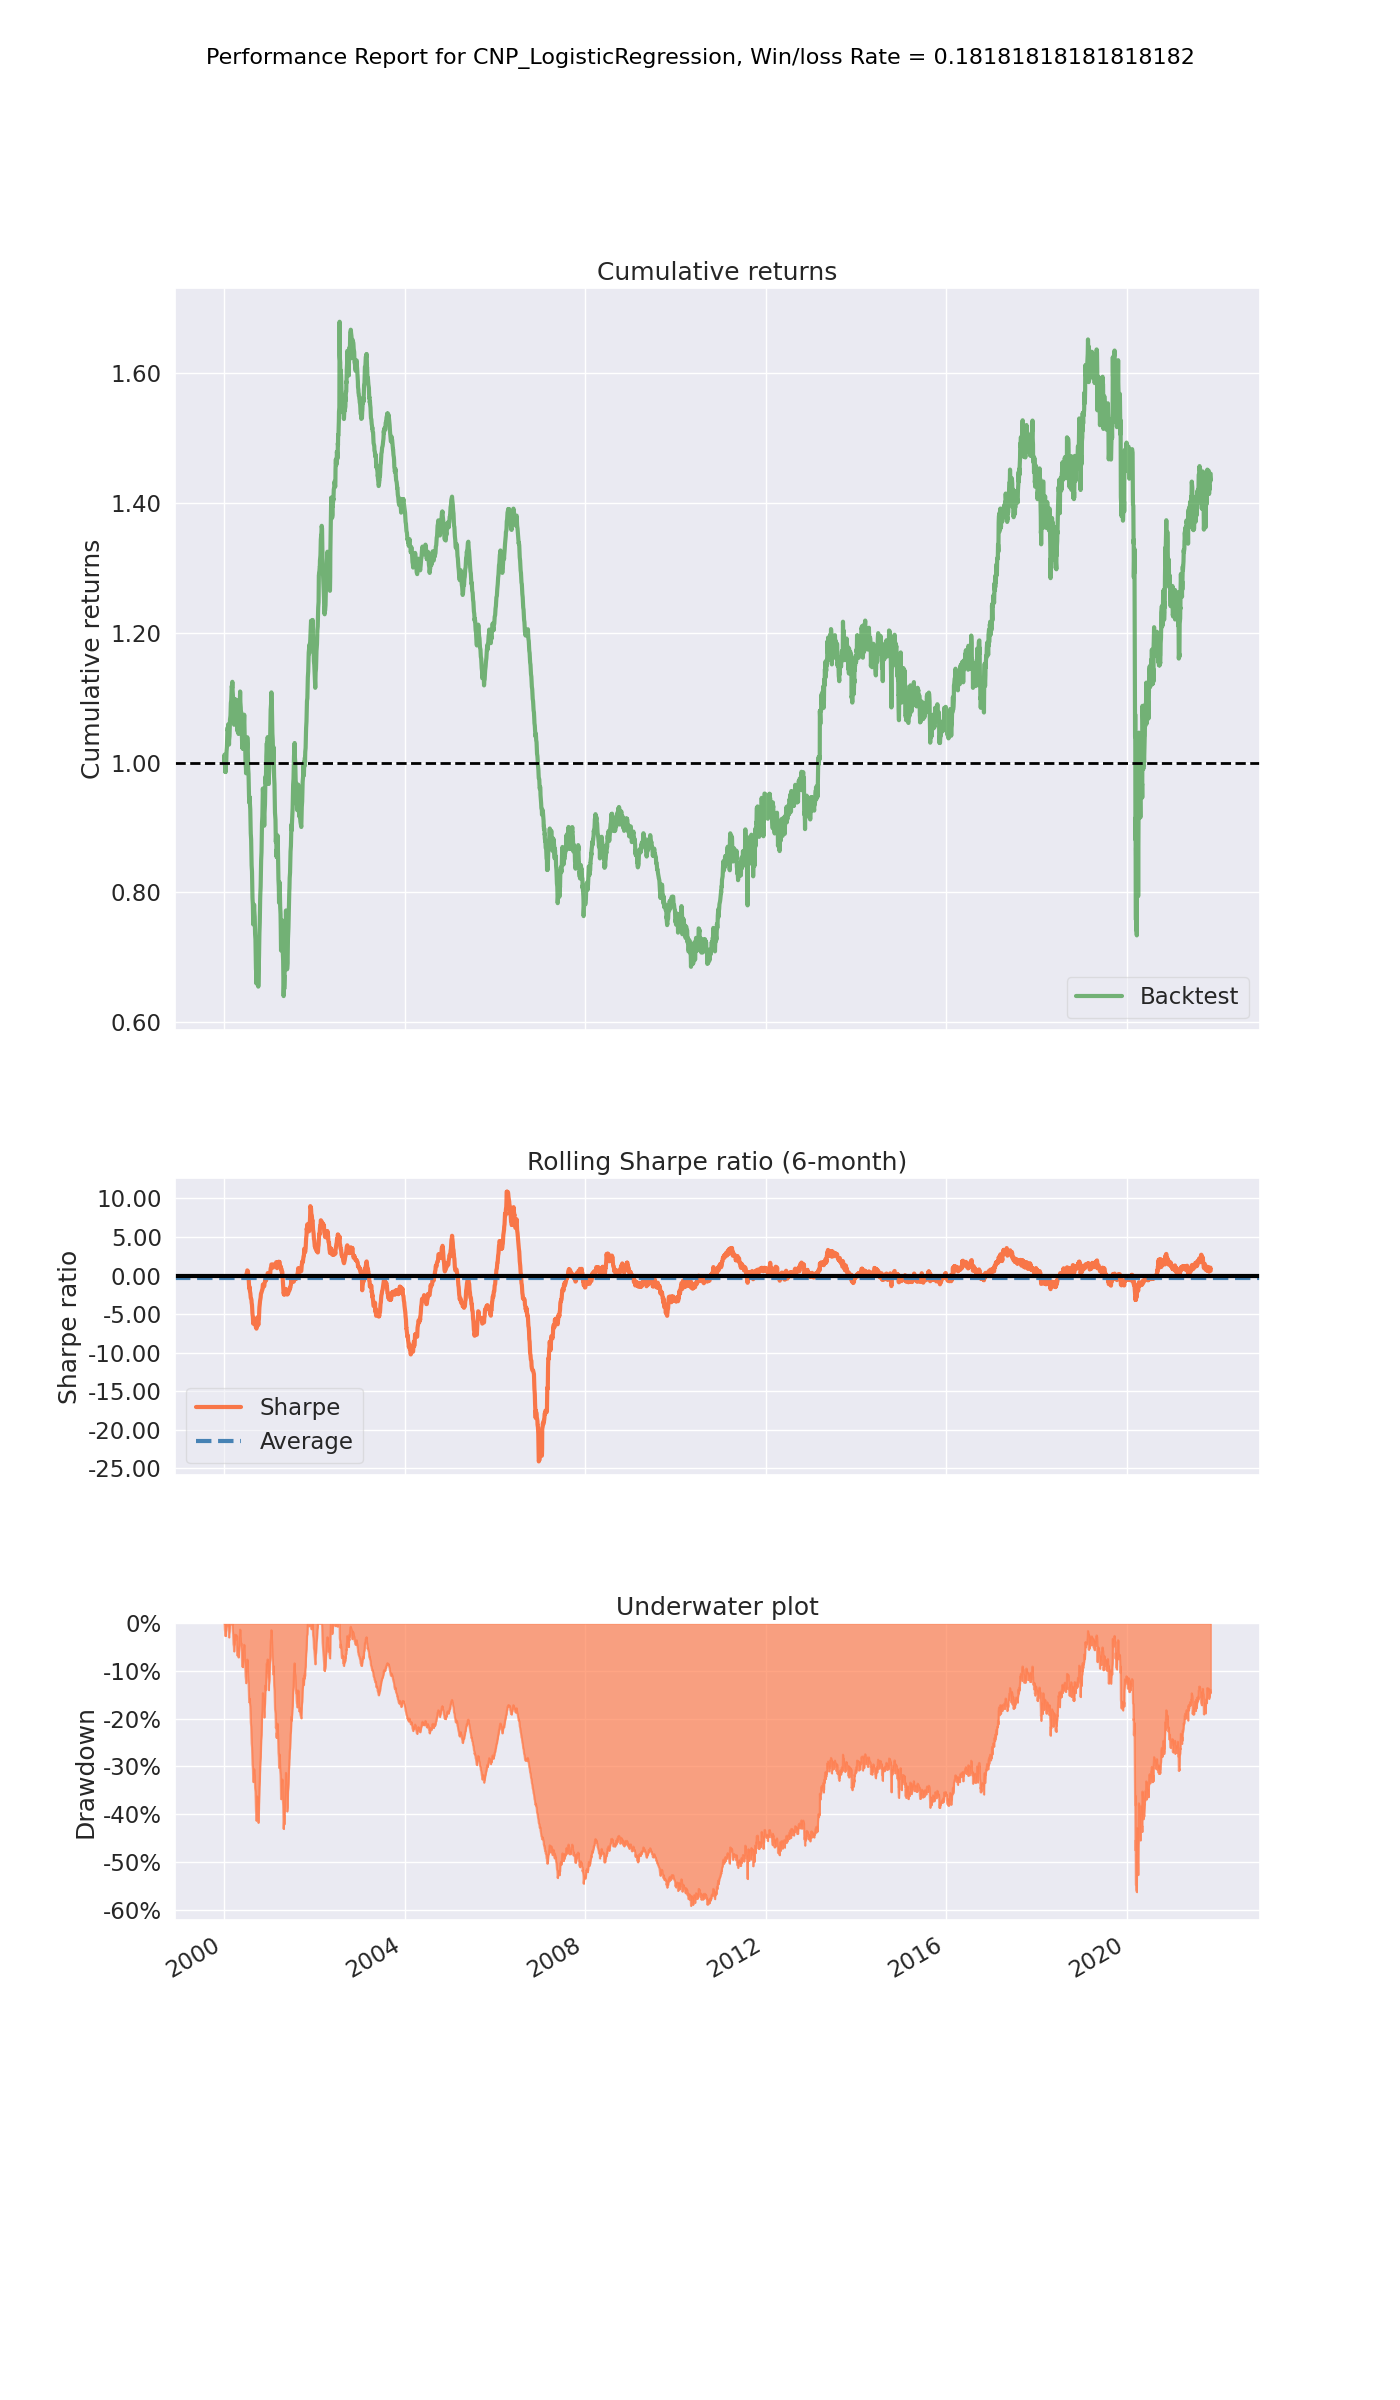 Performance Report for CNP_LogisticRegression, Win/loss Rate = 0.18181818181818182
Cumulative returns
Cumulative returns
1.60
1.40
1.20
1.00
0.80
0.60
Backtest
Rolling Sharpe ratio (6-month)
Sharpe ratio
10.00
5.00
0.00
-5.00
-10.00
-15.00
-20.00
-25.00
Sharpe
Average
Underwater plot
Drawdown
0%
-10%
-20%
-30%
-40%
-50%
-60%
2000
2004
2008
2012
2016
2020